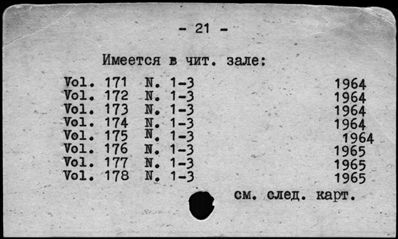 - 21 -
Имеется в чит. зале:
Vol. 171 N. 1-3 1964
Vol. 172 N. 1-3 1964
Vol. 173 N. 1-3 1964
Vol. 174 N. 1-3 1964
Vol. 175 N. 1-3 1964
Vol. 176 N. 1-3 1965
Vol. 177 N. 1-3 1965
Vol. 178 N. 1-3 1965
см. след. карт.